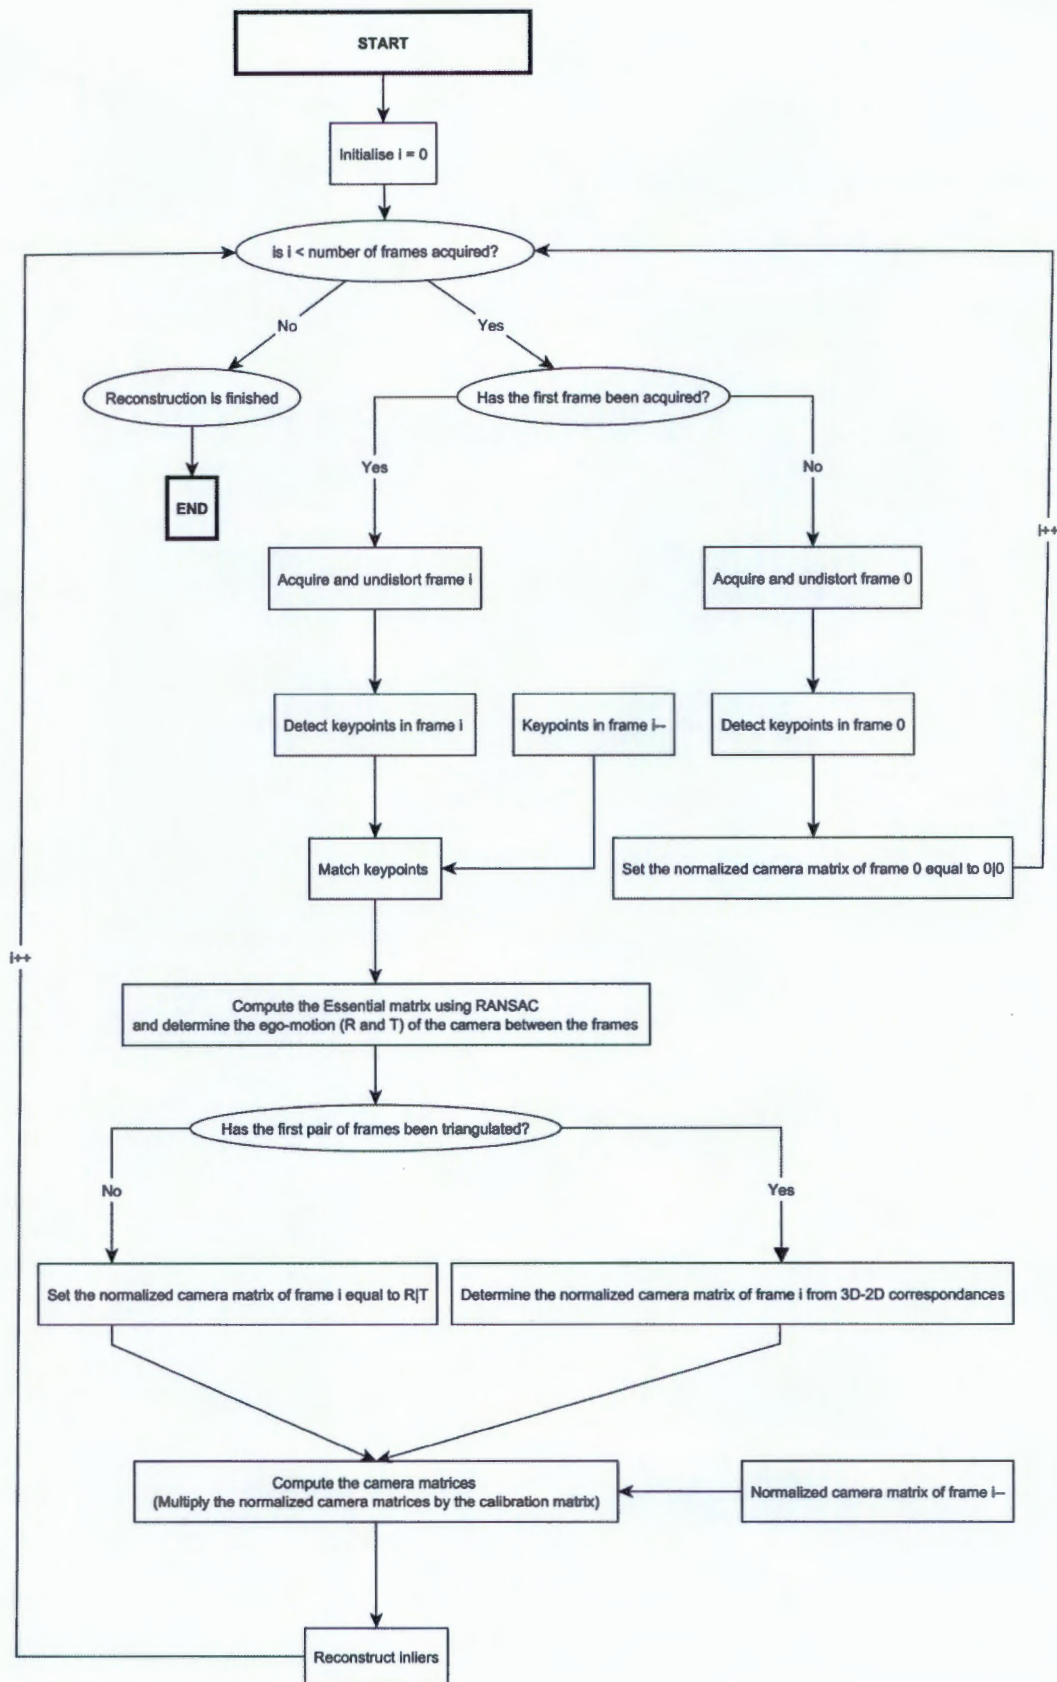 START
Initialise i = 0
is i < number of frames acquired?
No
Yes
Reconstruction is finished
Has the first frame been acquired?
Yes
No
END
i++
Acquire and undistort frame i
Acquire and undistort frame 0
Detect keypoints in frame i
Keypoints in frame i--
Detect keypoints in frame 0
Match keypoints
Set the normalized camera matrix of frame 0 equal to 0|0
i++
Compute the Essential matrix using RANSAC
and determine the ego-motion (R and T) of the camera between the frames
Has the first pair of frames been triangulated?
No
Yes
Set the normalized camera matrix of frame i equal to R|T
Determine the normalized camera matrix of frame i from 3D-2D correspondances
Compute the camera matrices
(Multiply the normalized camera matrices by the calibration matrix)
Normalized camera matrix of frame i--
Reconstruct inliers